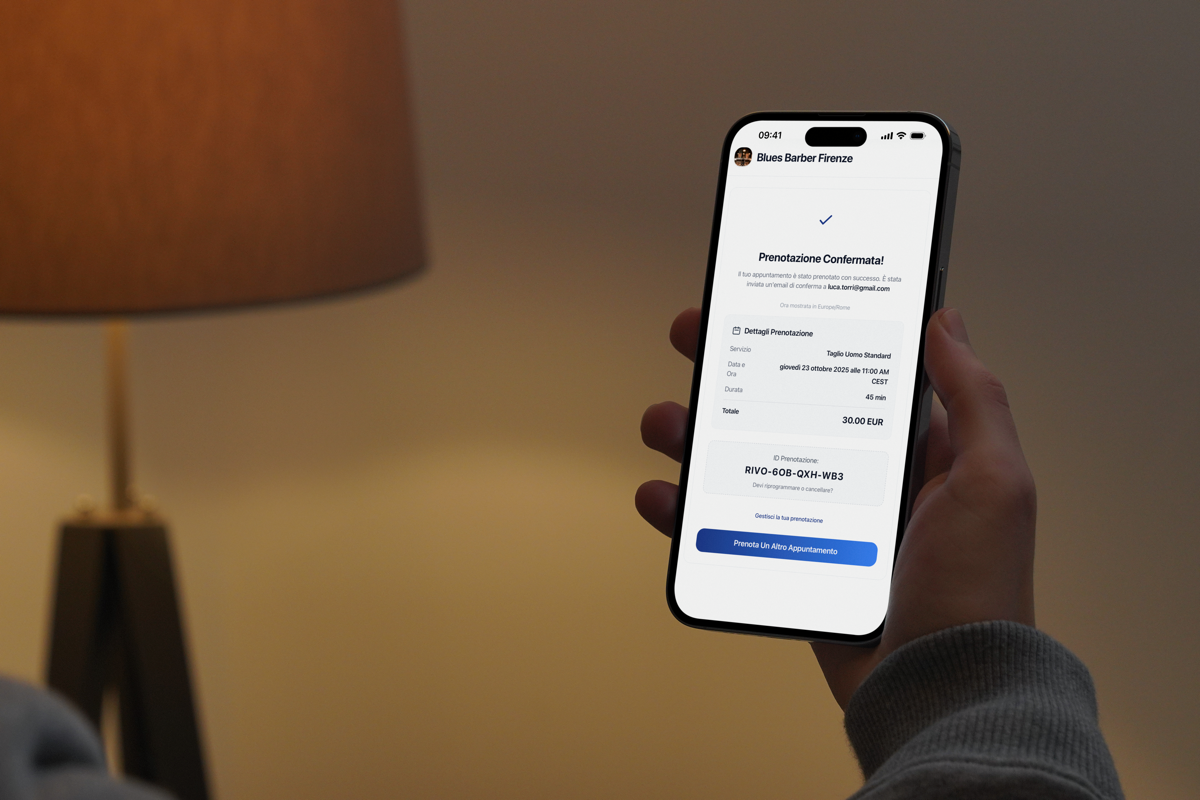 09:41
Blues Barber Firenze
Prenotazione Confermata!
Il tuo appuntamento è stato prenotato con successo. È stata
inviata un'email di conferma a luca.torri@gmail.com
Ora mostrata in Europe/Rome
Dettagli Prenotazione
Servizio Taglio Uomo Standard
Data e Ora giovedì 23 ottobre 2025 alle 11:00 AM
CEST
Durata 45 min
Totale 30.00 EUR
ID Prenotazione:
RIVO-6OB-QXH-WB3
Devi riprogrammare o cancellare?
Gestisci la tua prenotazione
Prenota Un Altro Appuntamento